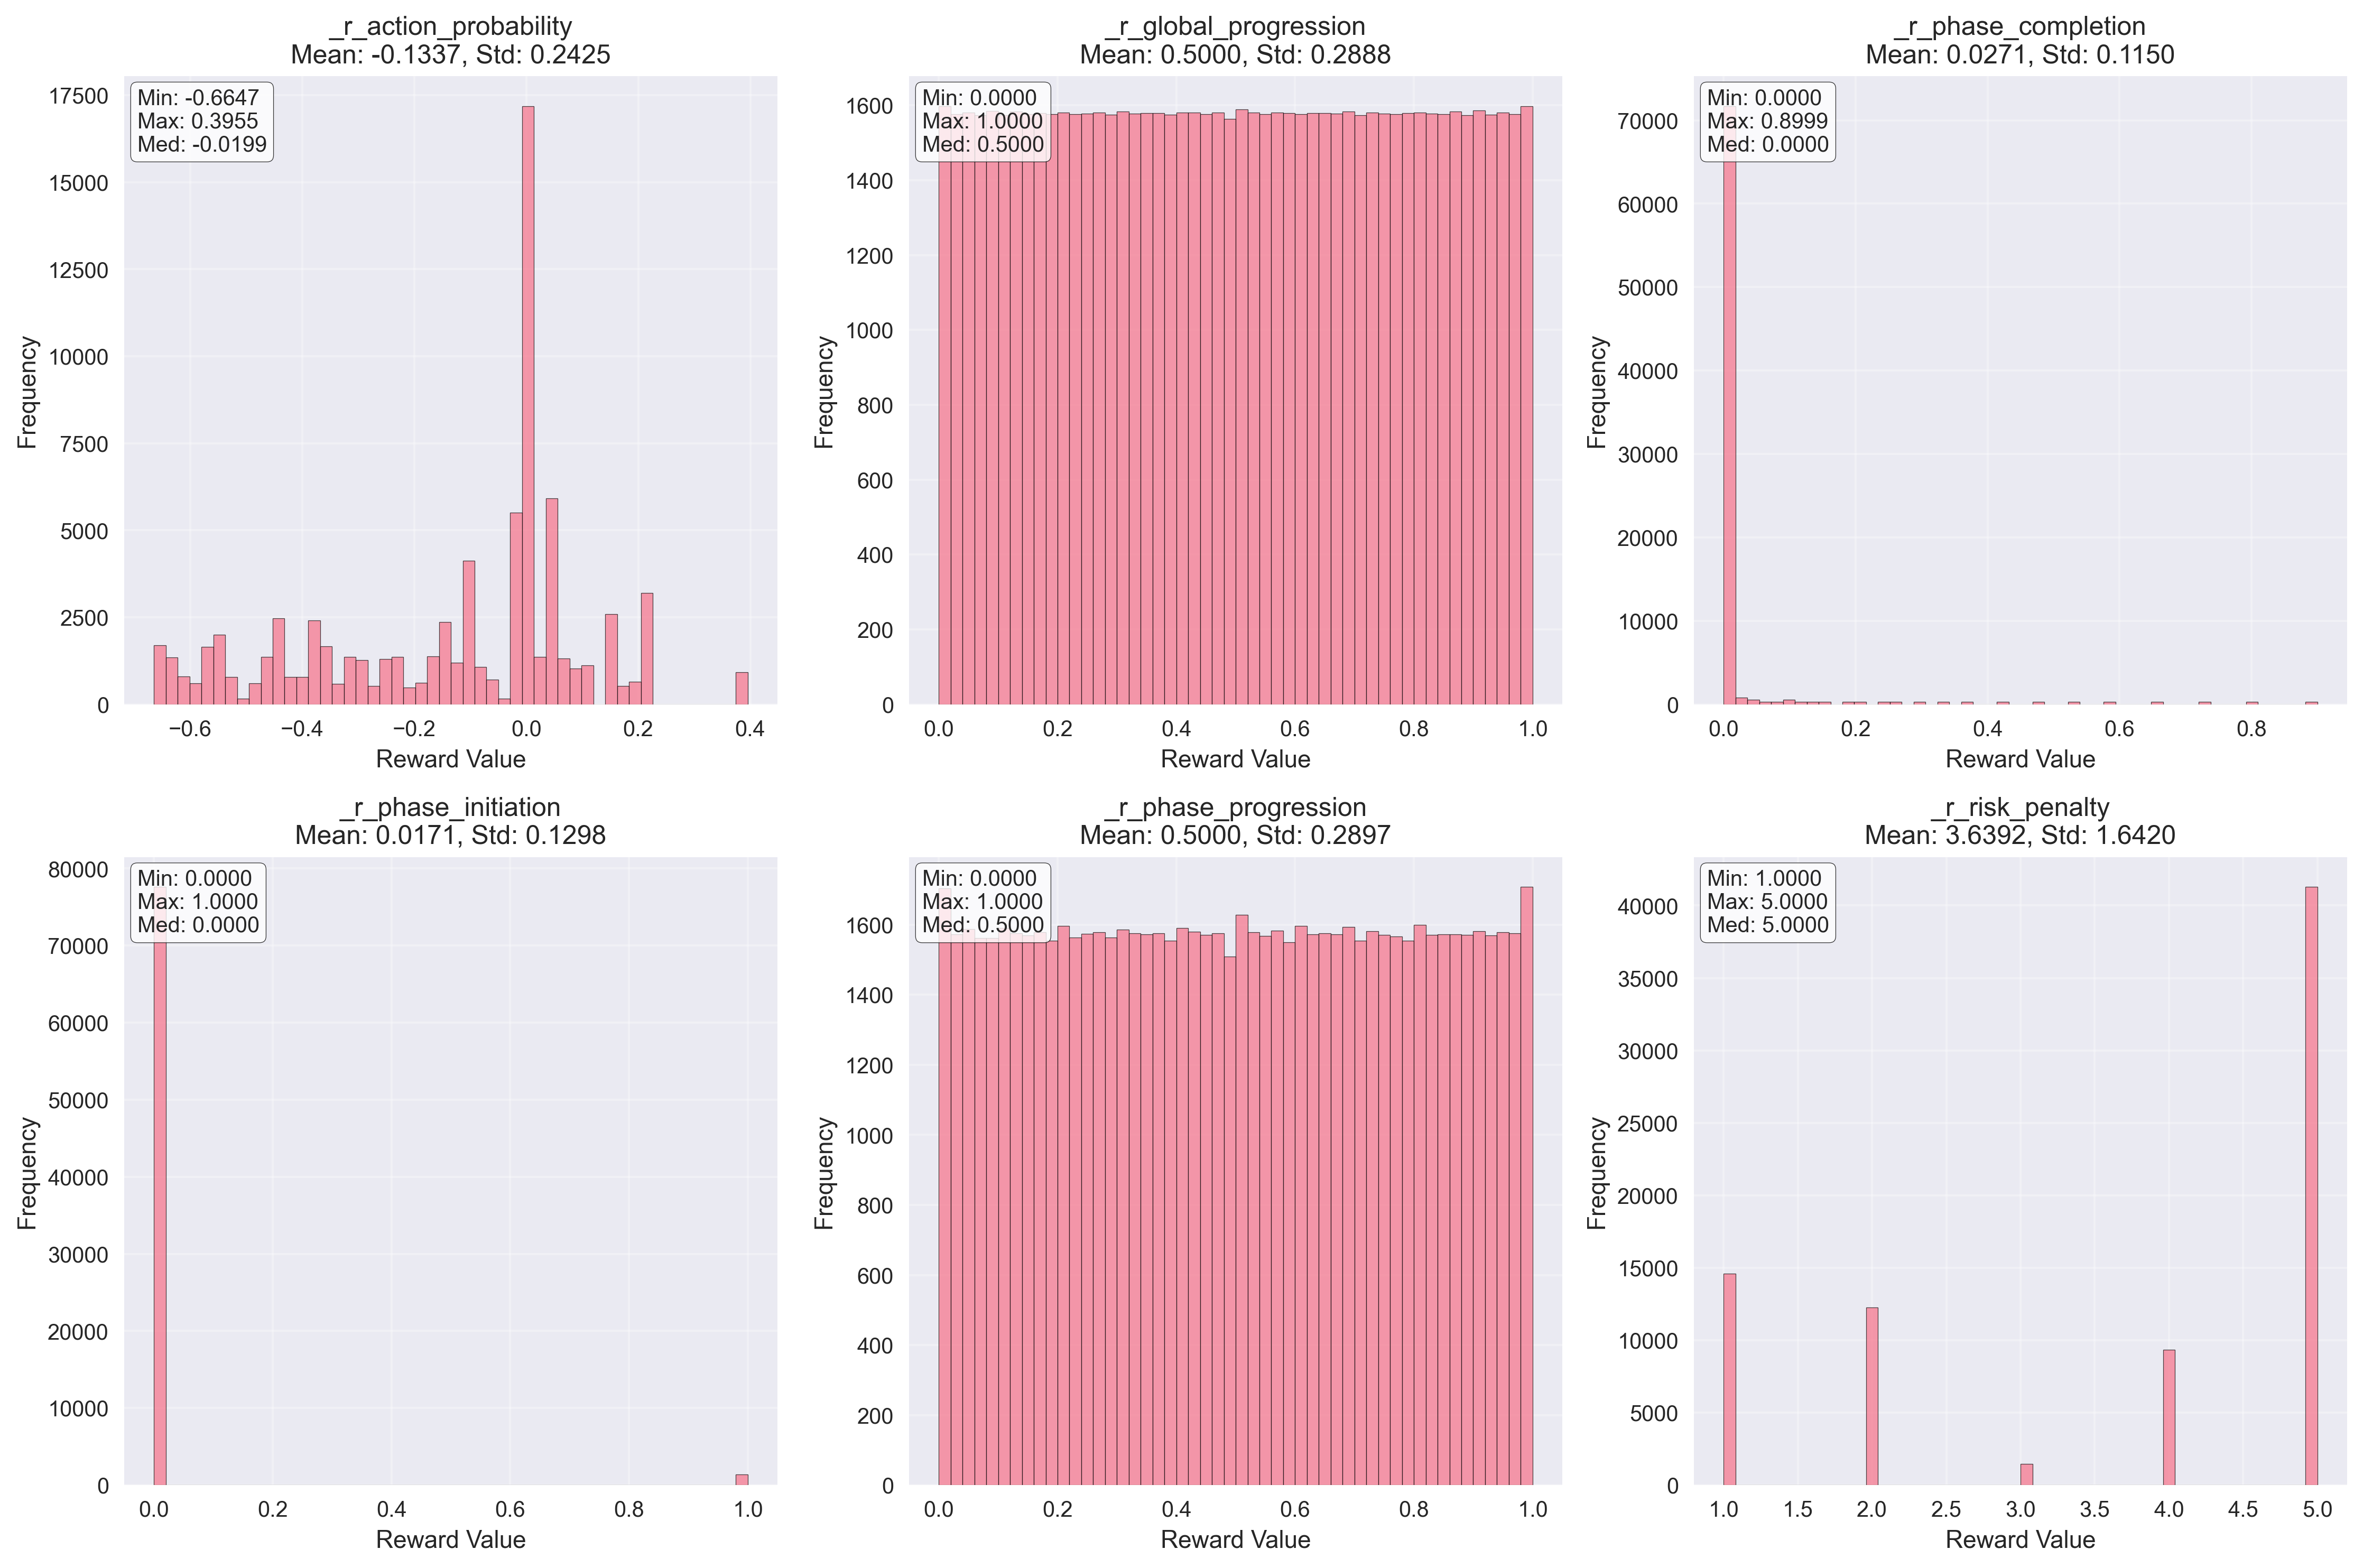 _r_action_probability
Mean: -0.1337, Std: 0.2425
Min: -0.6647
Max: 0.3955
Med: -0.0199
17500
15000
12500
10000
7500
5000
2500
0
Frequency
−0.6
−0.4
−0.2
0.0
0.2
0.4
Reward Value
_r_global_progression
Mean: 0.5000, Std: 0.2888
Min: 0.0000
Max: 1.0000
Med: 0.5000
1600
1400
1200
1000
800
600
400
200
0
Frequency
0.0
0.2
0.4
0.6
0.8
1.0
Reward Value
_r_phase_completion
Mean: 0.0271, Std: 0.1150
Min: 0.0000
Max: 0.8999
Med: 0.0000
70000
60000
50000
40000
30000
20000
10000
0
Frequency
0.0
0.2
0.4
0.6
0.8
Reward Value
_r_phase_initiation
Mean: 0.0171, Std: 0.1298
Min: 0.0000
Max: 1.0000
Med: 0.0000
80000
70000
60000
50000
40000
30000
20000
10000
0
Frequency
0.0
0.2
0.4
0.6
0.8
1.0
Reward Value
_r_phase_progression
Mean: 0.5000, Std: 0.2897
Min: 0.0000
Max: 1.0000
Med: 0.5000
1600
1400
1200
1000
800
600
400
200
0
Frequency
0.0
0.2
0.4
0.6
0.8
1.0
Reward Value
_r_risk_penalty
Mean: 3.6392, Std: 1.6420
Min: 1.0000
Max: 5.0000
Med: 5.0000
40000
35000
30000
25000
20000
15000
10000
5000
0
Frequency
1.0
1.5
2.0
2.5
3.0
3.5
4.0
4.5
5.0
Reward Value